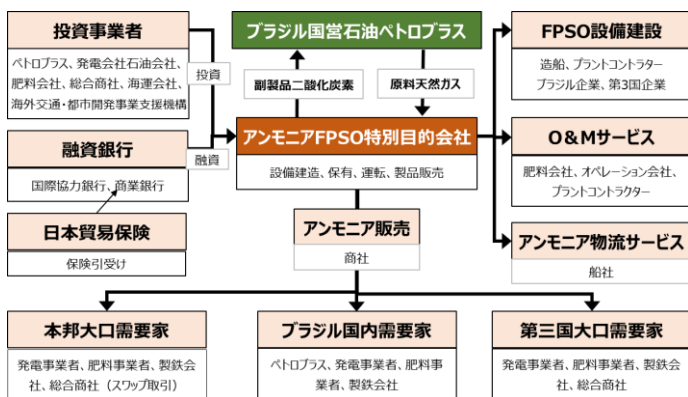 投資事業者
ペトロブラス、発電会社石油会社、
肥料会社、総合商社、海運会社、
海外交通・都市開発事業支援機構
投資
ブラジル国営石油ペトロブラス
副製品二酸化炭素
原料天然ガス
FPSO設備建設
造船、プラントコントラター
ブラジル企業、第3国企業
融資銀行
国際協力銀行、商業銀行
融資
アンモニアFPSO特別目的会社
設備建造、保有、運転、製品販売
O&Mサービス
肥料会社、オペレーション会社、
プラントコントラクター
日本貿易保険
保険引受け
アンモニア販売
商社
アンモニア物流サービス
船社
本邦大口需要家
発電事業者、肥料事業者、製鉄会
社、総合商社（スワップ取引）
ブラジル国内需要家
ペトロブラス、発電事業者、肥料事
業者、製鉄会社
第三国大口需要家
発電事業者、肥料事業者、製鉄会
社、総合商社